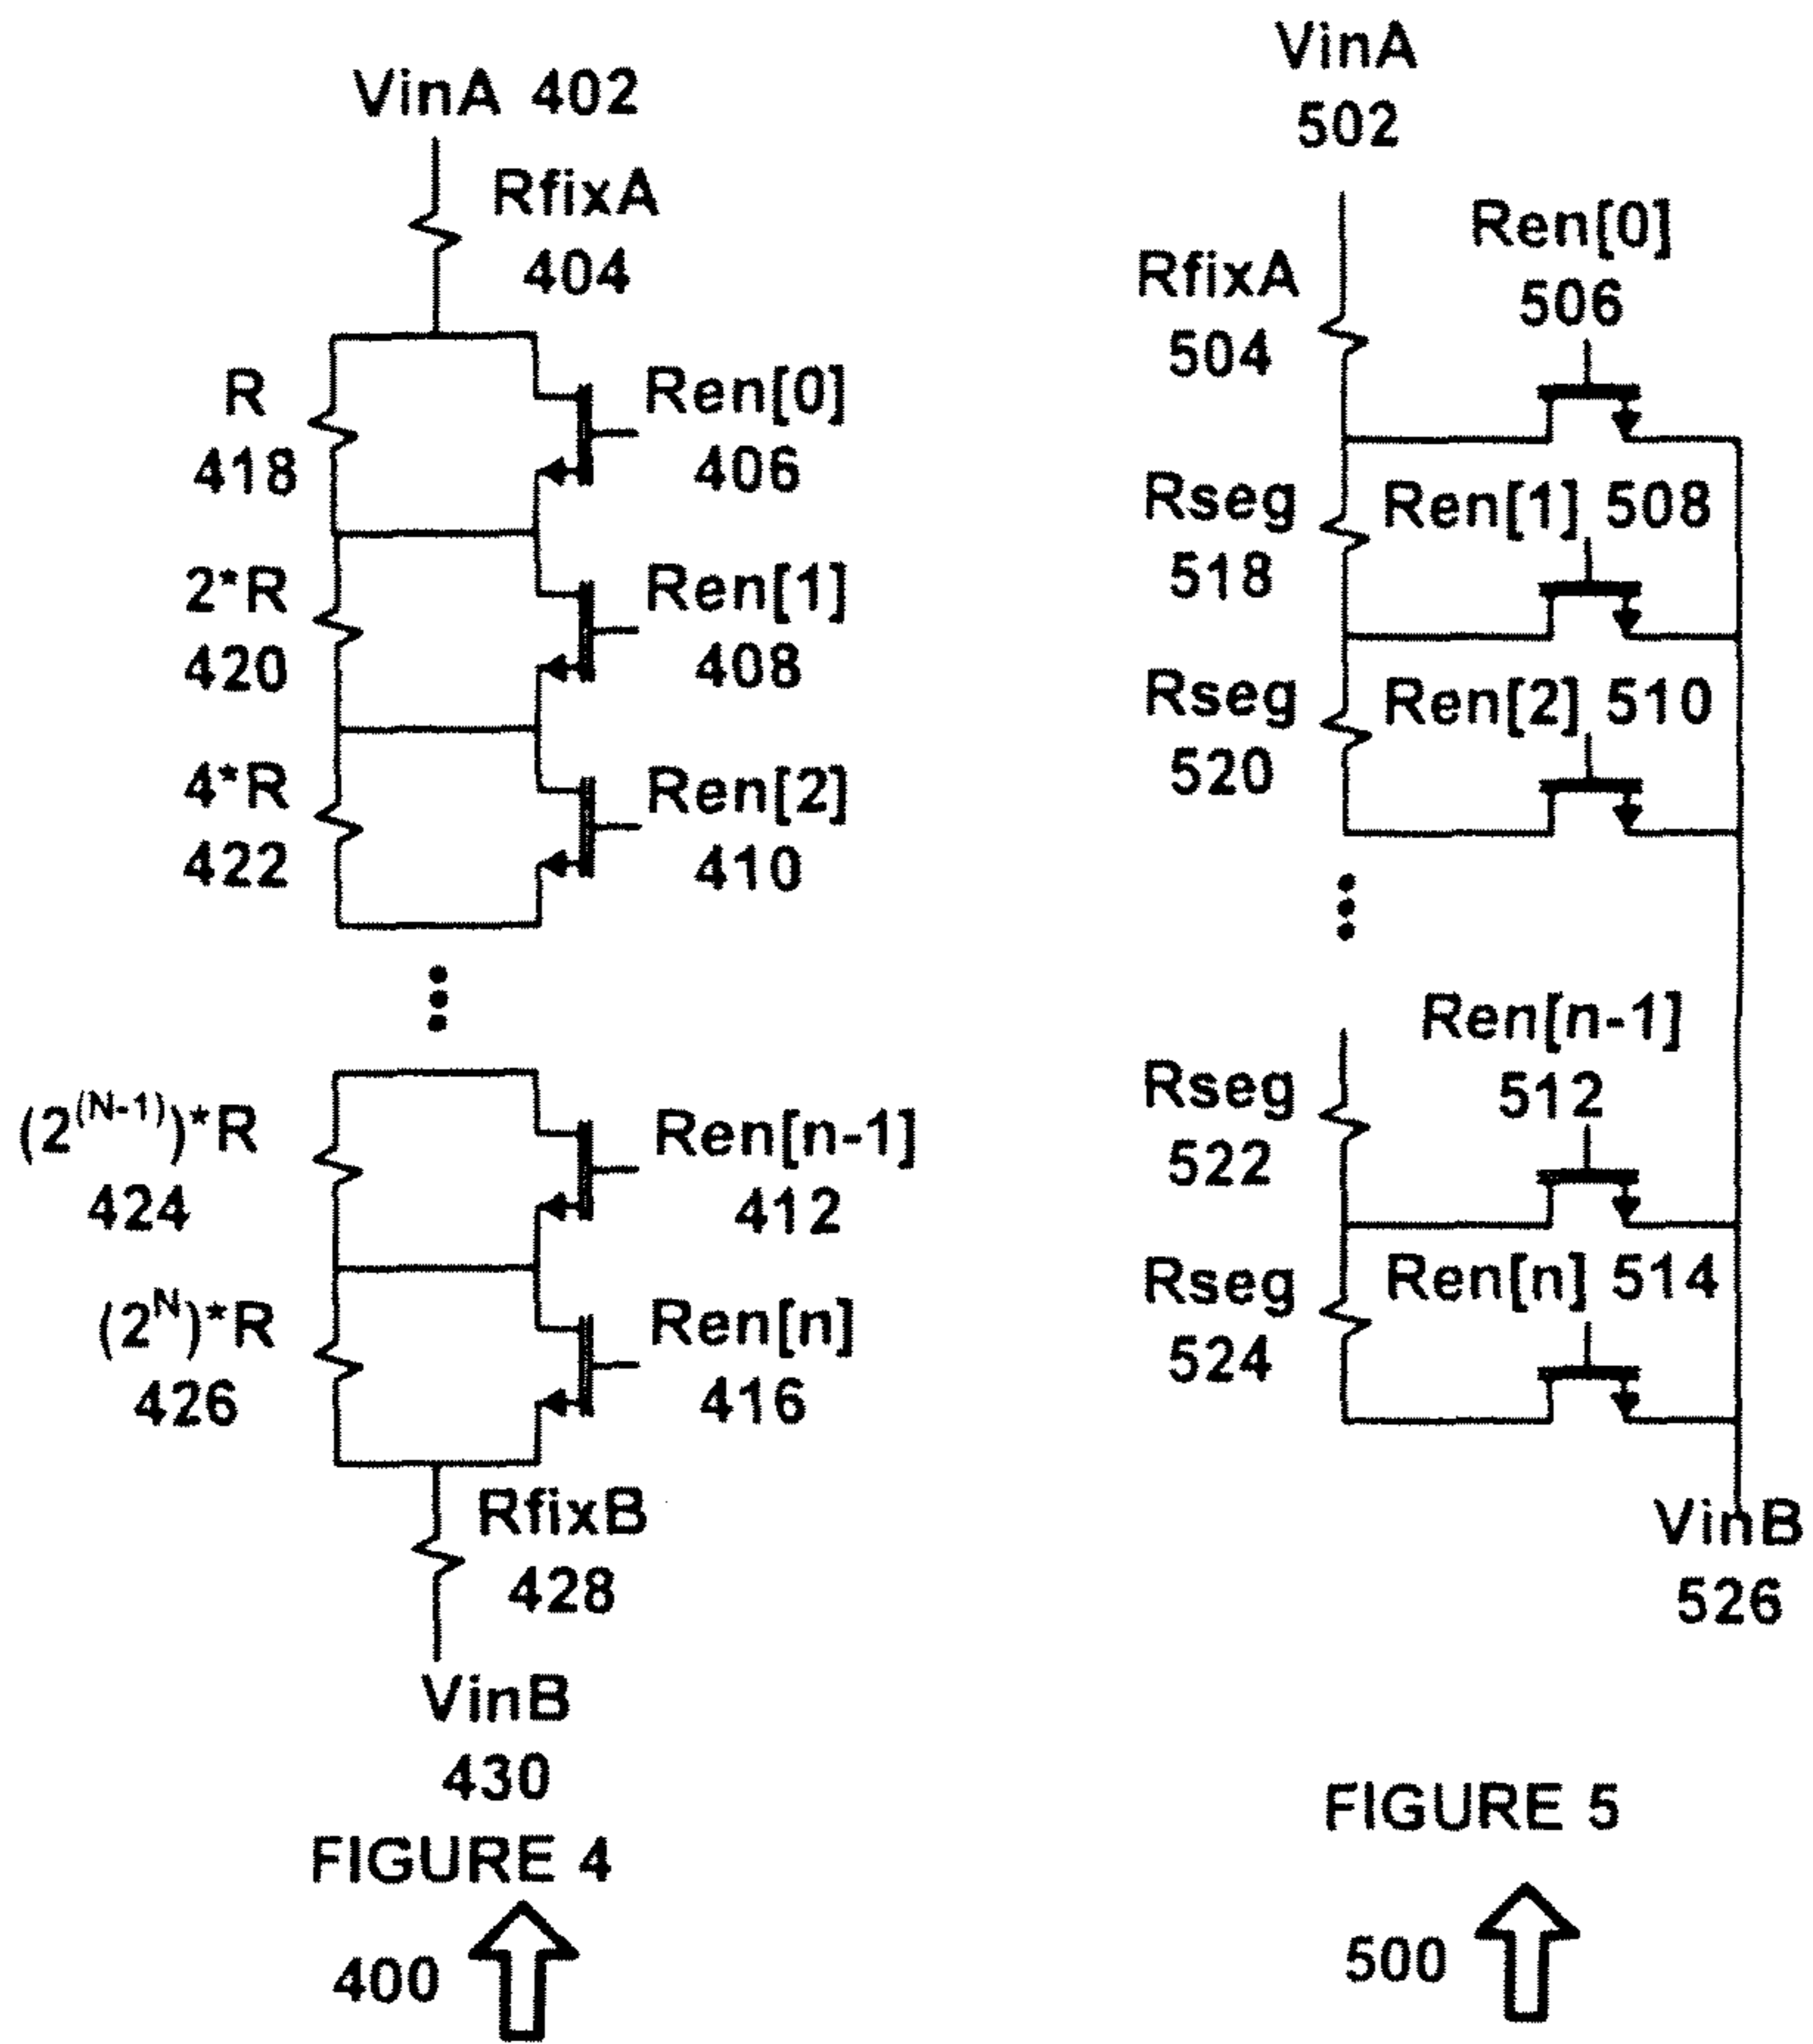 VinA 402
RfixA
404
R
418
Ren[0]
406
2*R
420
Ren[1]
408
4*R
422
Ren[2]
410
(2^(N-1))*R
424
Ren[n-1]
412
(2^N)*R
426
Ren[n]
416
RfixB
428
VinB
430
FIGURE 4
400
VinA
502
RfixA
504
Ren[0]
506
Rseg
518
Ren[1] 508
Rseg
520
Ren[2] 510
Ren[n-1]
512
Rseg
522
Rseg
524
Ren[n] 514
VinB
526
FIGURE 5
500